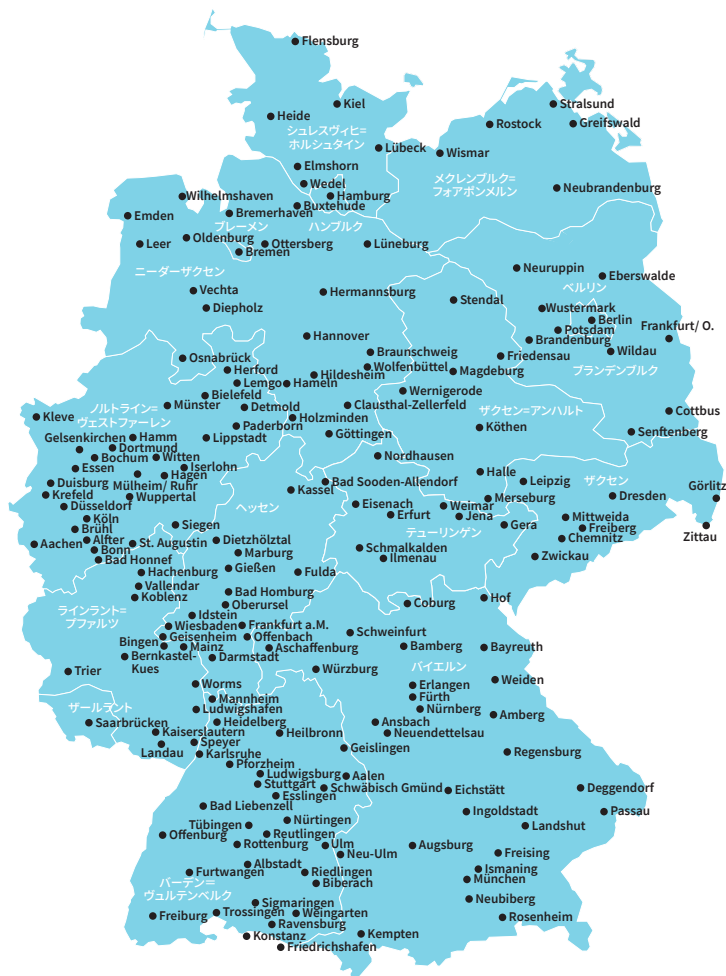 Flensburg
Kiel
Heide
シュレスヴィヒ=
ホルシュタイン
Stralsund
Greifswald
Rostock
Lübeck
Wismar
Elmshorn
Wedel
Hamburg
Buxtehude
メクレンブルク=
フォアポンメルン
Neubrandenburg
Wilhelmshaven
Bremerhaven
Emden
ブレーメン
ハンブルク
Leer
Oldenburg
Ottersberg
Bremen
Lüneburg
ニーダーザクセン
Vechta
Diepholz
Hermannsburg
Neuruppin
Eberswalde
ベルリン
Stendal
Wustermark
Berlin
Potsdam
Frankfurt/ O.
Brandenburg
Wildau
Friedensau
ブランデンブルク
Hannover
Braunschweig
Wolfenbüttel
Osnabrück
Herford
Lemgo
Hameln
Hildesheim
Magdeburg
Wernigerode
Bielefeld
Münster
Detmold
Holzminden
Clausthal-Zellerfeld
ザクセン=アンハルト
Cottbus
Kleve
ノルトライン=
ヴェストファーレン
Paderborn
Göttingen
Köthen
Senftenberg
Gelsenkirchen
Hamm
Lippstadt
Dortmund
Bochum
Witten
Nordhausen
Essen
Iserlohn
Hagen
Duisburg
Mülheim/ Ruhr
Krefeld
Wuppertal
Düsseldorf
Kassel
Bad Sooden-Allendorf
Halle
Leipzig
ザクセン
Görlitz
Merseburg
Dresden
Köln
Brühl
Siegen
ヘッセン
Eisenach
Erfurt
Weimar
Jena
Gera
Mittweida
Freiberg
Chemnitz
Zittau
テューリンゲン
Aachen
Alfter
Bonn
St. Augustin
Bad Honnef
Dietzhölztal
Marburg
Schmalkalden
Ilmenau
Zwickau
Hachenburg
Gießen
Fulda
Vallendar
Koblenz
Bad Homburg
Oberursel
Coburg
Hof
ラインラント=
プファルツ
Idstein
Wiesbaden
Frankfurt a.M.
Geisenheim
Offenbach
Bingen
Mainz
Aschaffenburg
Schweinfurt
Bamberg
Bayreuth
Bernkastel-
Kues
Darmstadt
Trier
Würzburg
バイエルン
Worms
Erlangen
Weiden
Mannheim
Fürth
ザールラント
Ludwigshafen
Nürnberg
Amberg
Saarbrücken
Heidelberg
Ansbach
Kaiserslautern
Heilbronn
Neuendettelsau
Landau
Speyer
Geislingen
Karlsruhe
Regensburg
Pforzheim
Ludwigsburg
Aalen
Stuttgart
Schwäbisch Gmünd
Eichstätt
Deggendorf
Esslingen
Bad Liebenzell
Ingoldstadt
Passau
Nürtingen
Tübingen
Landshut
Offenburg
Reutlingen
Rottenburg
Ulm
Augsburg
Neu-Ulm
Freising
Albstadt
Furtwangen
Riedlingen
Ismaning
München
バーデン=
ヴュルテンベルク
Biberach
Sigmaringen
Neubiberg
Freiburg
Trossingen
Weingarten
Rosenheim
Ravensburg
Konstanz
Kempten
Friedrichshafen